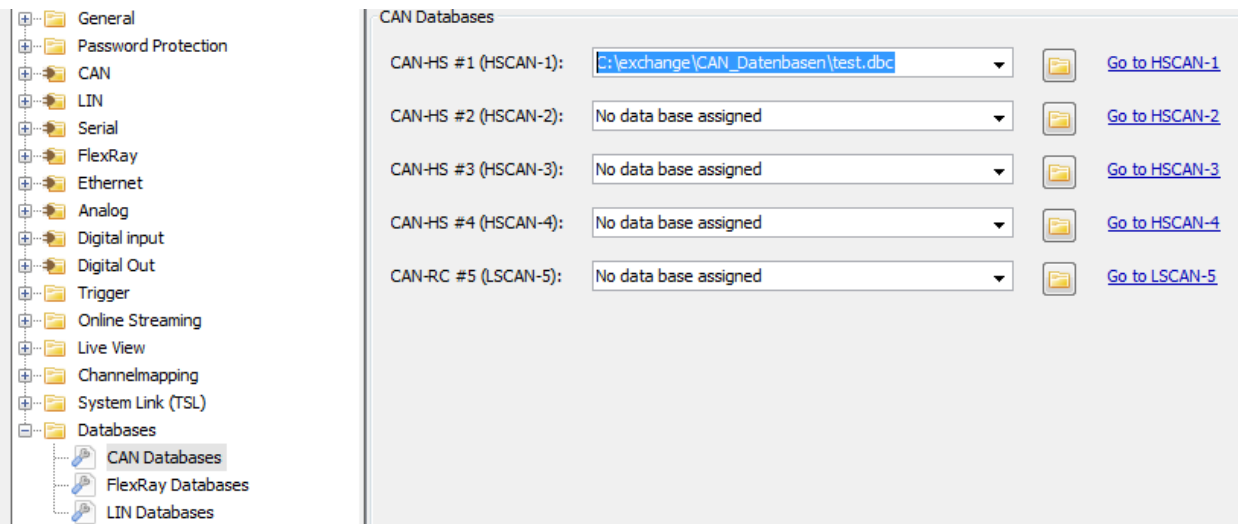 General
Password Protection
CAN
LIN
Serial
FlexRay
Ethernet
Analog
Digital input
Digital Out
Trigger
Online Streaming
Live View
Channelmapping
System Link (TSL)
Databases
CAN Databases
FlexRay Databases
LIN Databases
CAN Databases
CAN-HS #1 (HSCAN-1): C:\exchange\CAN_Datenbasen\test.dbc Go to HSCAN-1
CAN-HS #2 (HSCAN-2): No data base assigned Go to HSCAN-2
CAN-HS #3 (HSCAN-3): No data base assigned Go to HSCAN-3
CAN-HS #4 (HSCAN-4): No data base assigned Go to HSCAN-4
CAN-RC #5 (LSCAN-5): No data base assigned Go to LSCAN-5